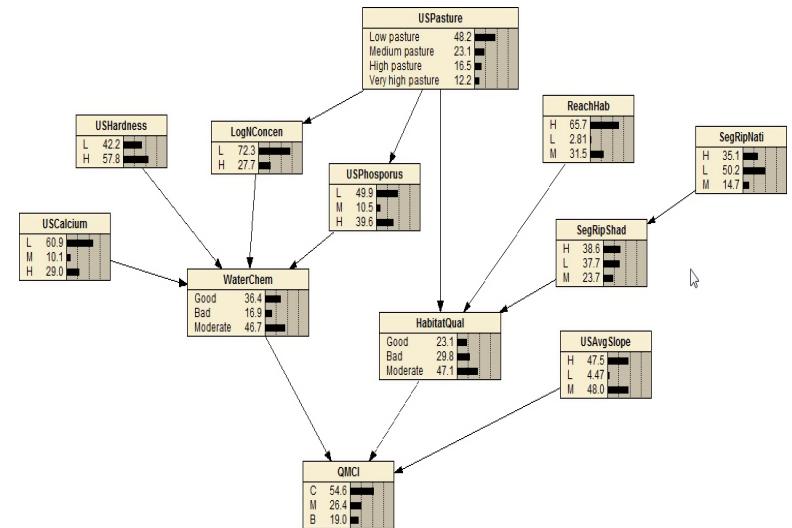 USPasture
Low pasture 48.2
Medium pasture 23.1
High pasture 16.5
Very high pasture 12.2
ReachHab
H 65.7
L 2.81
M 31.5
USHardness
L 42.2
H 57.8
LogNConcen
L 72.3
H 27.7
SegRipNati
H 35.1
L 50.2
M 14.7
USPhosporus
L 49.9
M 10.5
H 39.6
USCalcium
L 60.9
M 10.1
H 29.0
SegRipShad
H 38.6
L 37.7
M 23.7
WaterChem
Good 36.4
Bad 16.9
Moderate 46.7
HabitatQual
Good 23.1
Bad 29.8
Moderate 47.1
USAvgSlope
H 47.5
L 4.47
M 48.0
QMCI
C 54.6
M 26.4
B 19.0